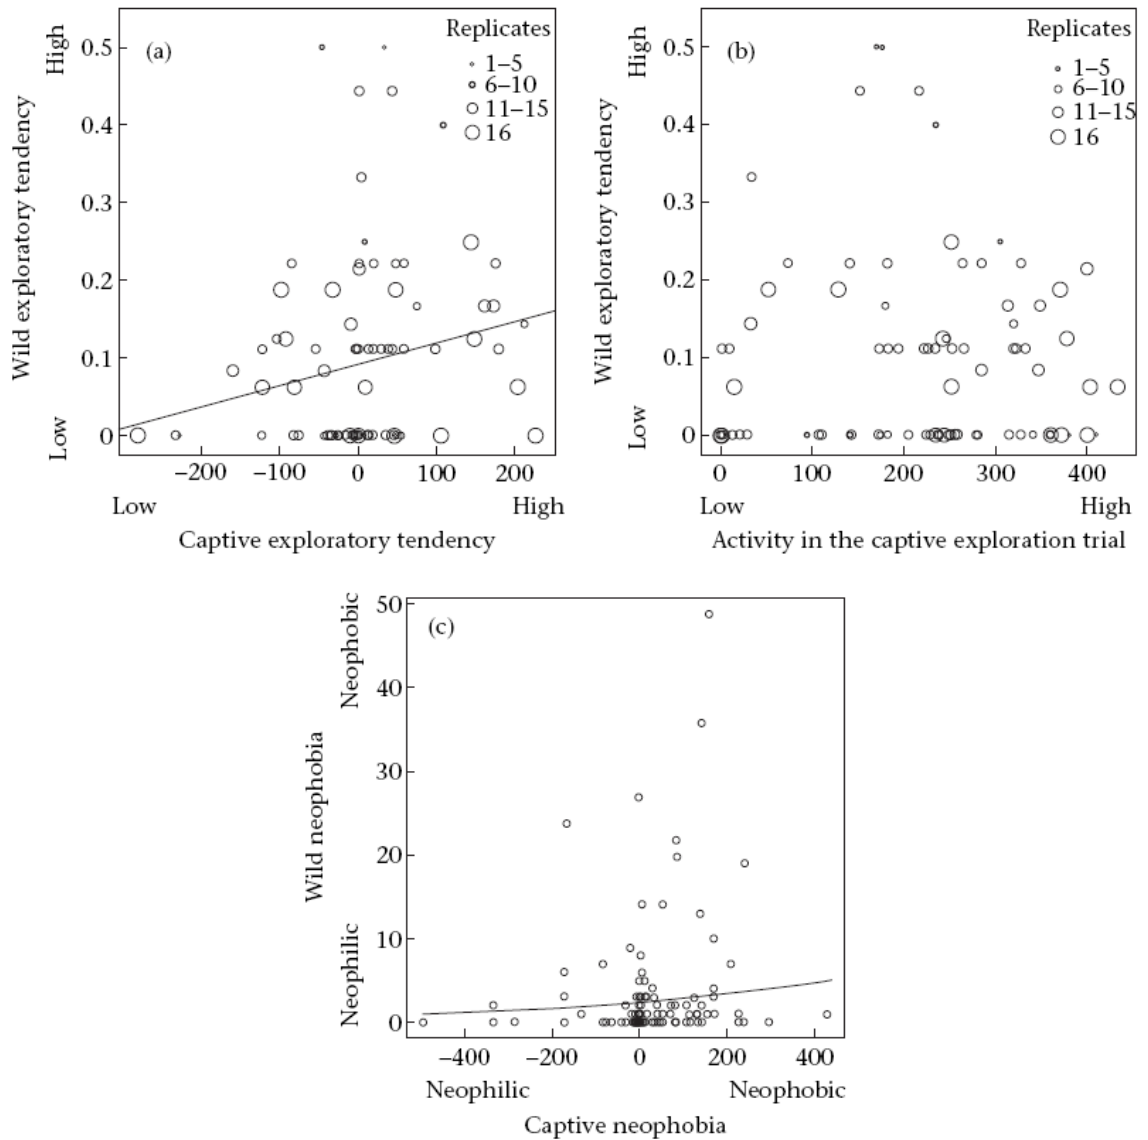 (a)
Replicates
1–5
6–10
11–15
16
High
0.5
0.4
0.3
0.2
0.1
0
Low
Wild exploratory tendency
−200
−100
0
100
200
Low
High
Captive exploratory tendency
(b)
Replicates
1–5
6–10
11–15
16
High
0.5
0.4
0.3
0.2
0.1
0
Low
Wild exploratory tendency
0
100
200
300
400
Low
High
Activity in the captive exploration trial
(c)
Neophobic
50
40
30
20
10
0
Neophilic
Wild neophobia
−400
−200
0
200
400
Neophilic
Neophobic
Captive neophobia